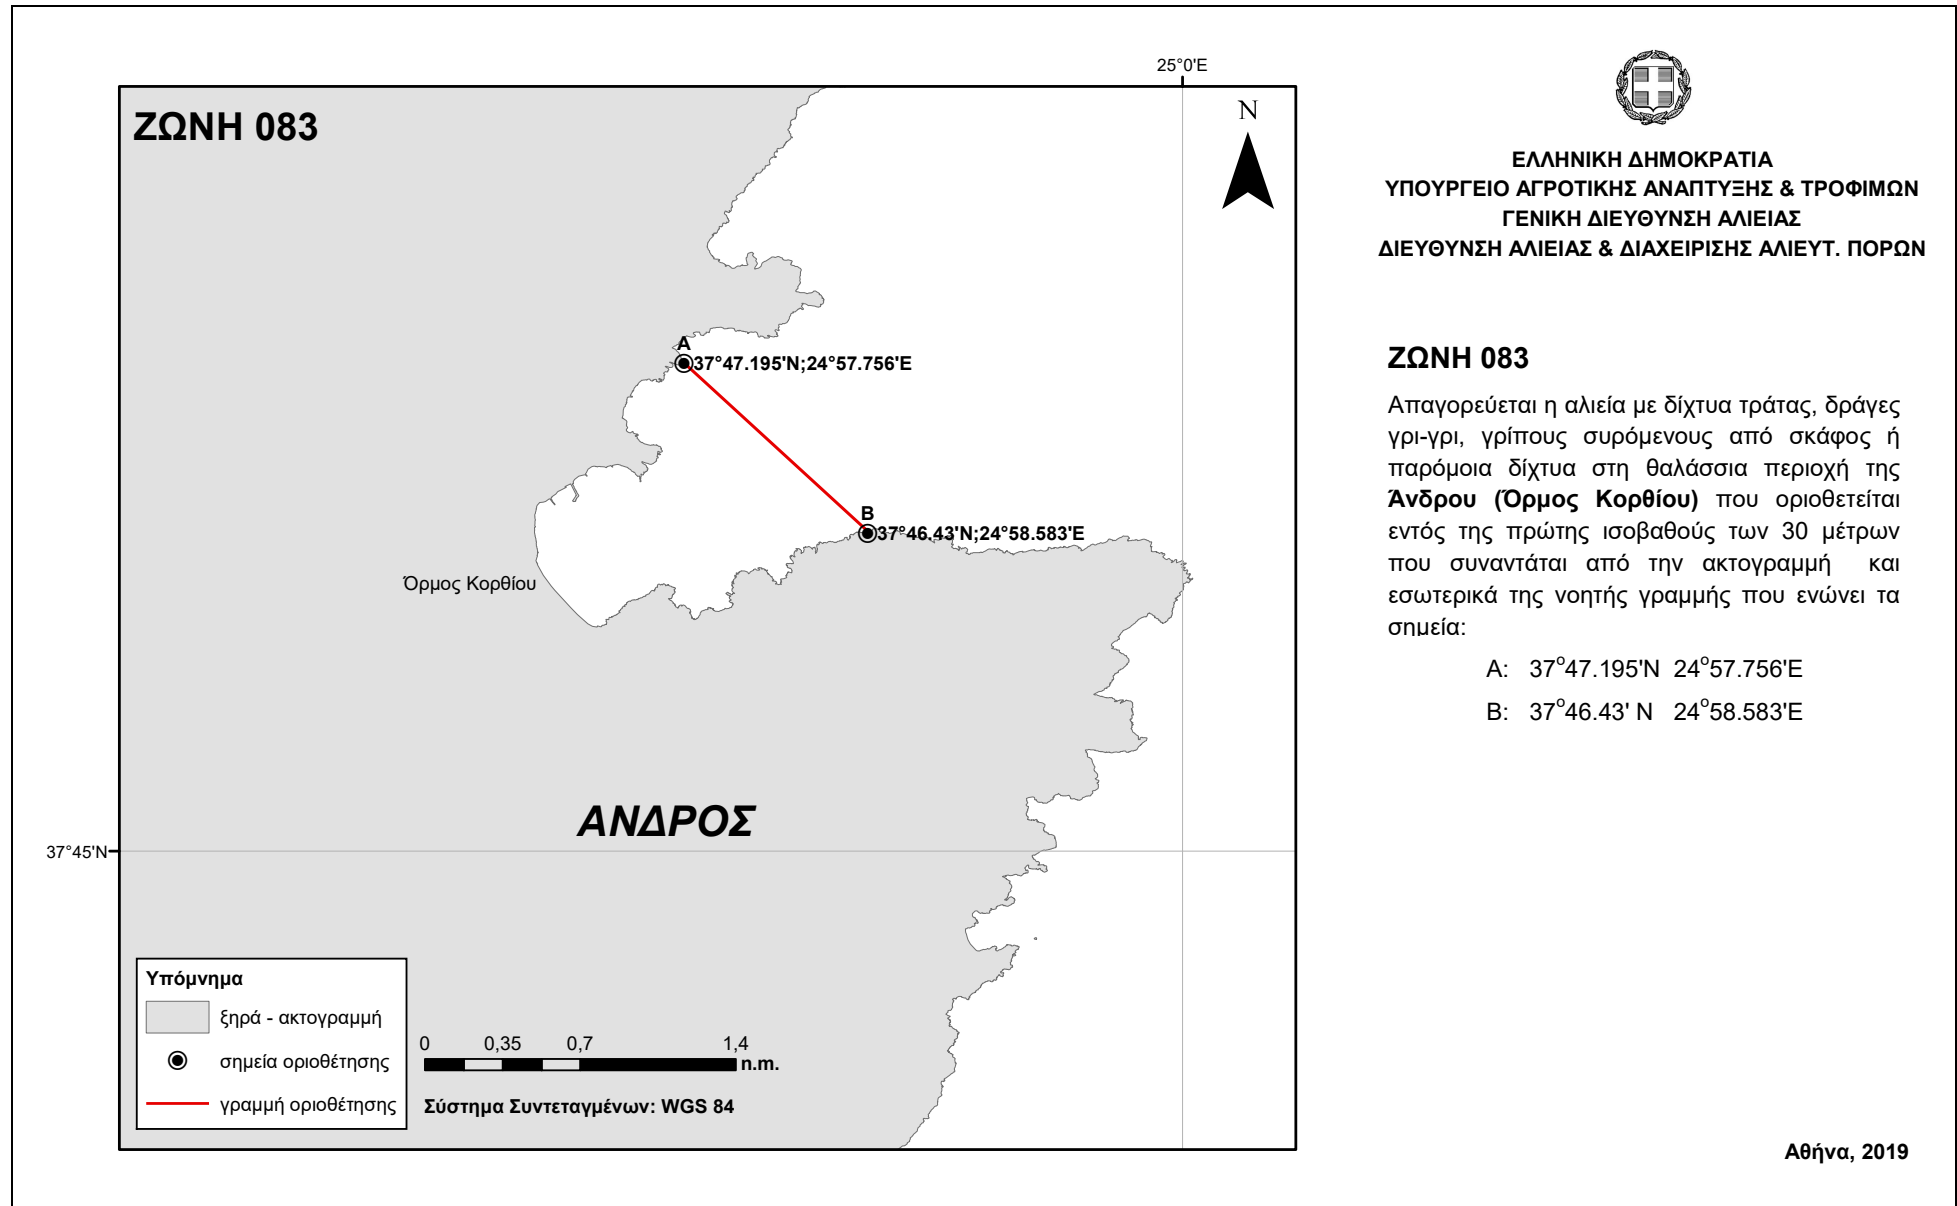 25°0'E
ΖΩΝΗ 083
N
A
37°47.195'N;24°57.756'E
B
37°46.43'N;24°58.583'E
Όρμος Κορθίου
ΑΝΔΡΟΣ
37°45'N
Υπόμνημα
ξηρά - ακτογραμμή
σημεία οριοθέτησης
γραμμή οριοθέτησης
0 0,35 0,7 1,4
n.m.
Σύστημα Συντεταγμένων: WGS 84
ΕΛΛΗΝΙΚΗ ΔΗΜΟΚΡΑΤΙΑ
ΥΠΟΥΡΓΕΙΟ ΑΓΡΟΤΙΚΗΣ ΑΝΑΠΤΥΞΗΣ & ΤΡΟΦΙΜΩΝ
ΓΕΝΙΚΗ ΔΙΕΥΘΥΝΣΗ ΑΛΙΕΙΑΣ
ΔΙΕΥΘΥΝΣΗ ΑΛΙΕΙΑΣ & ΔΙΑΧΕΙΡΙΣΗΣ ΑΛΙΕΥΤ. ΠΟΡΩΝ
ΖΩΝΗ 083
Απαγορεύεται η αλιεία με δίχτυα τράτας, δράγες
γρι-γρι, γρίπους συρόμενους από σκάφος ή
παρόμοια δίχτυα στη θαλάσσια περιοχή της
Άνδρου (Όρμος Κορθίου) που οριοθετείται
εντός της πρώτης ισοβαθούς των 30 μέτρων
που συναντάται από την ακτογραμμή και
εσωτερικά της νοητής γραμμής που ενώνει τα
σημεία:
A: 37°47.195'N 24°57.756'E
B: 37°46.43' N 24°58.583'E
Αθήνα, 2019